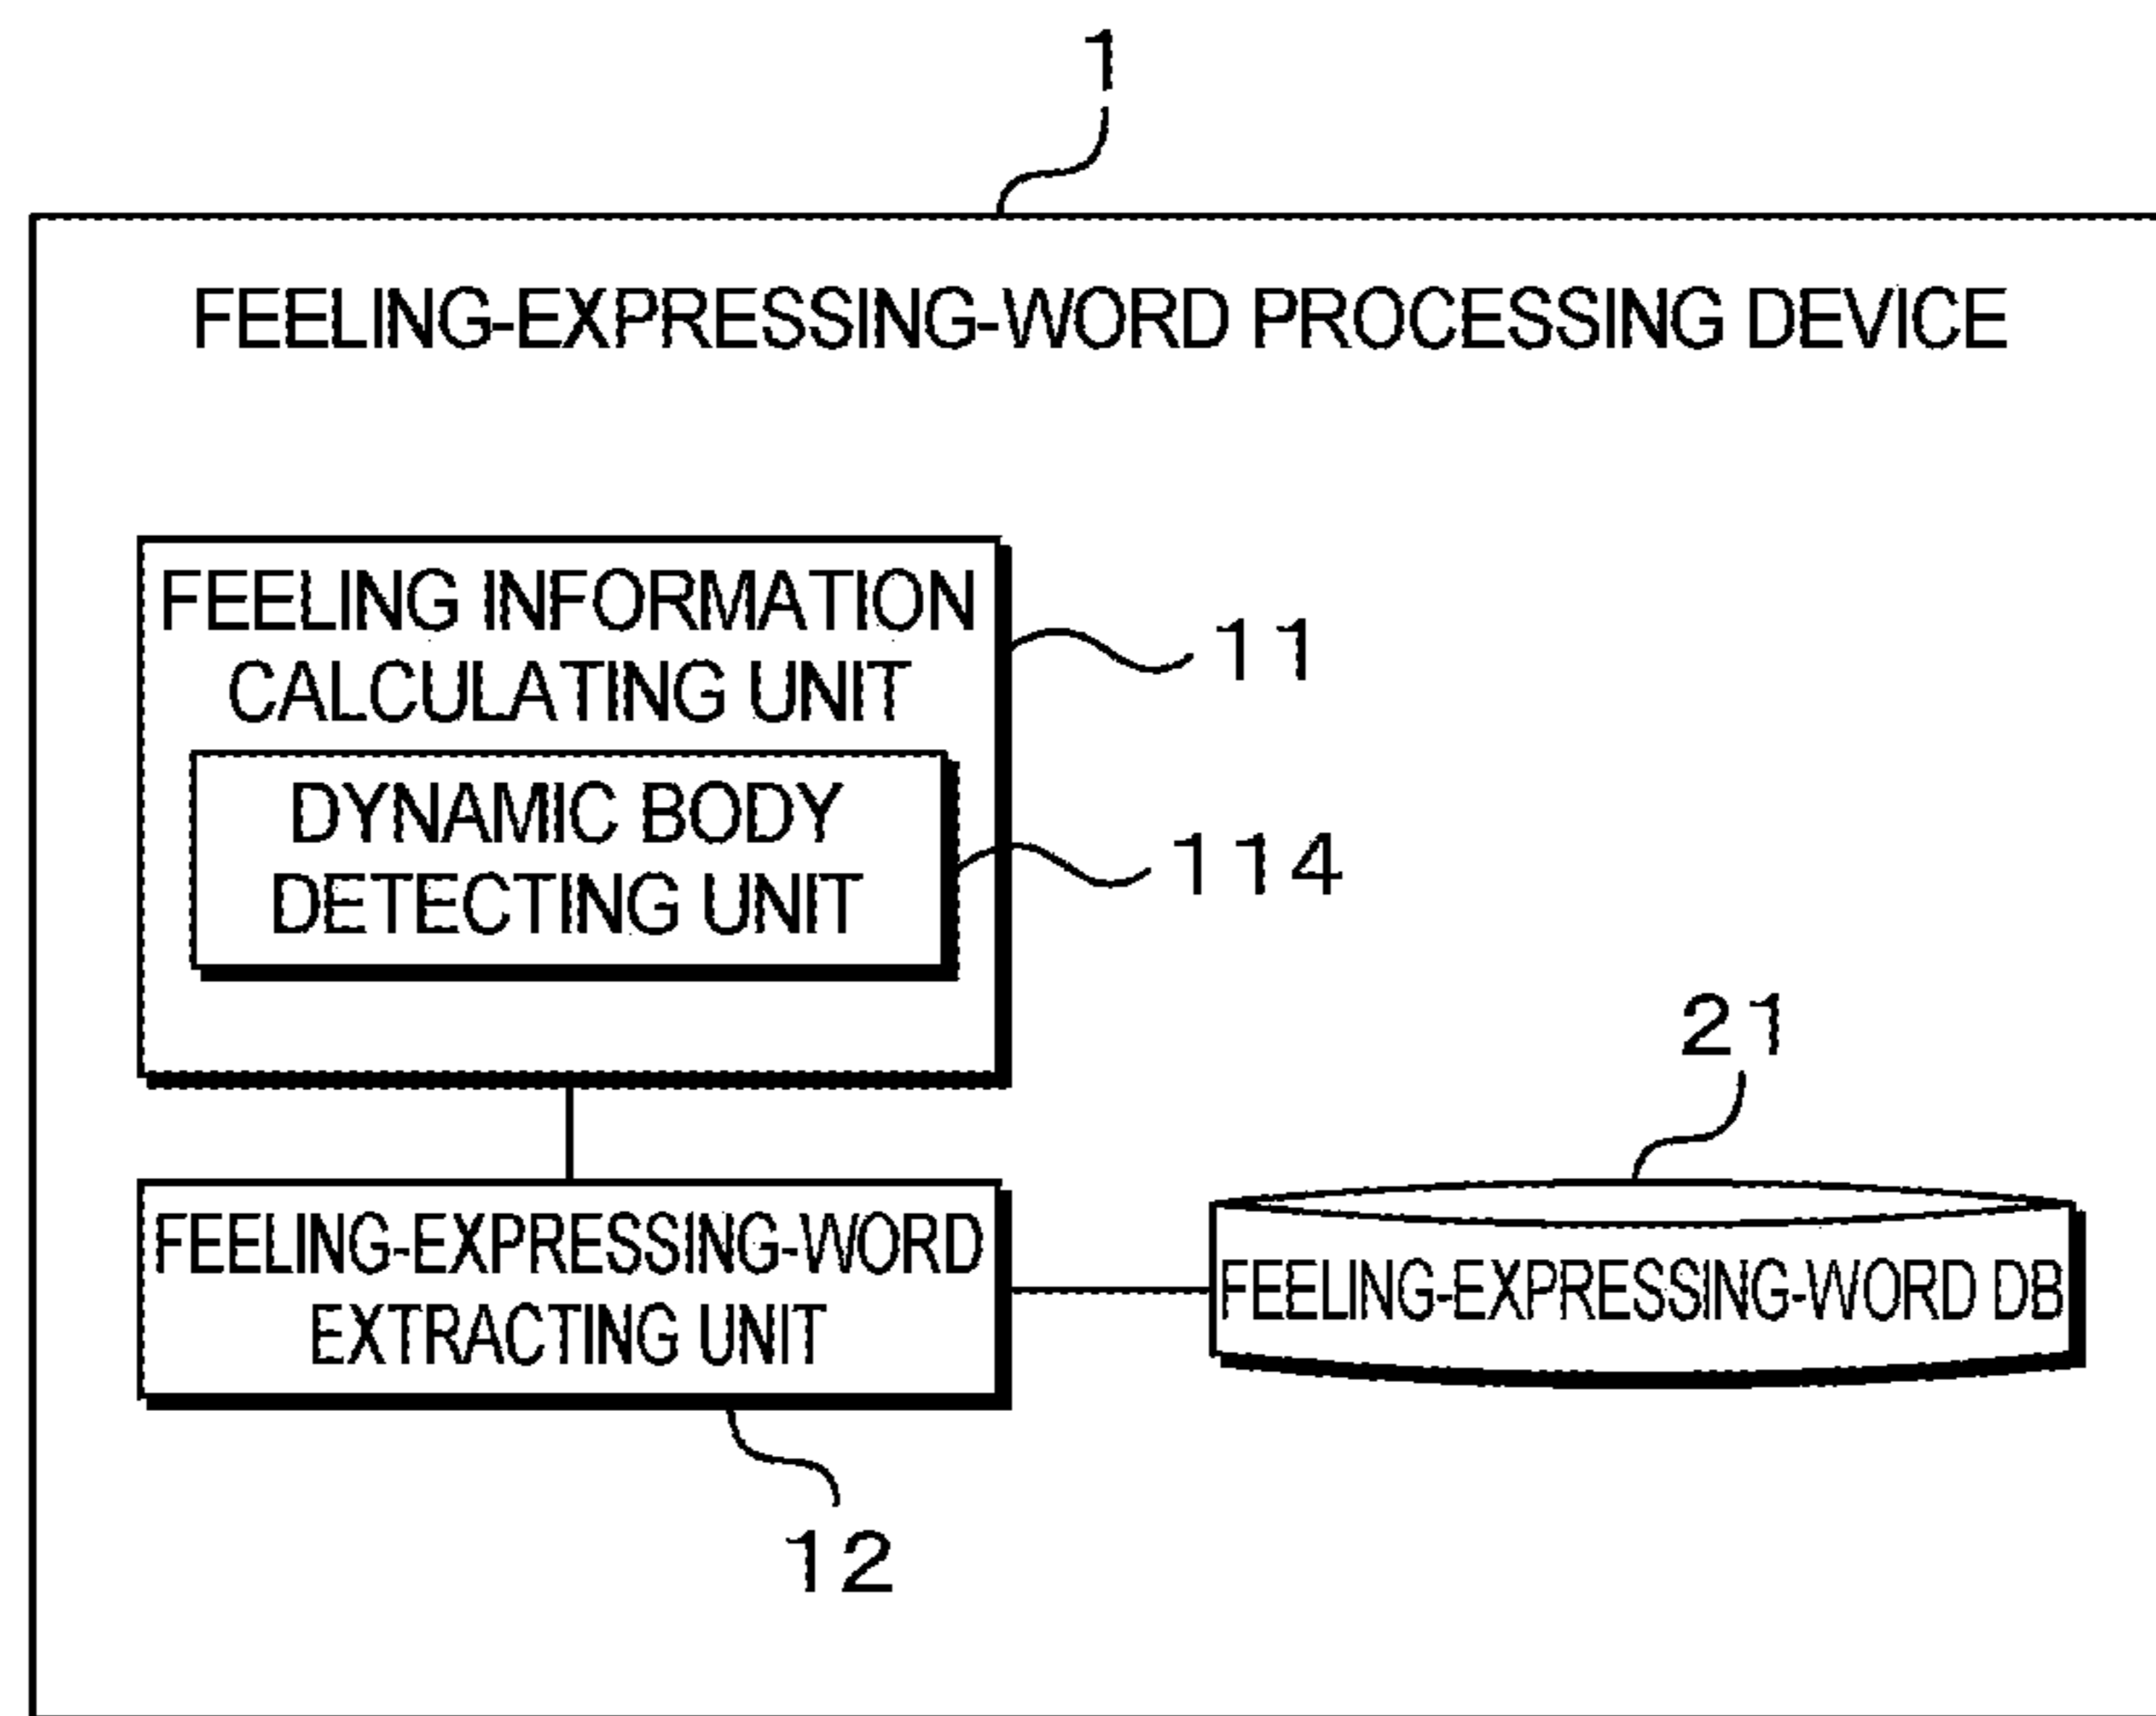 1
FEELING-EXPRESSING-WORD PROCESSING DEVICE
FEELING INFORMATION
CALCULATING UNIT
11
DYNAMIC BODY
DETECTING UNIT
114
21
FEELING-EXPRESSING-WORD
EXTRACTING UNIT
FEELING-EXPRESSING-WORD DB
12